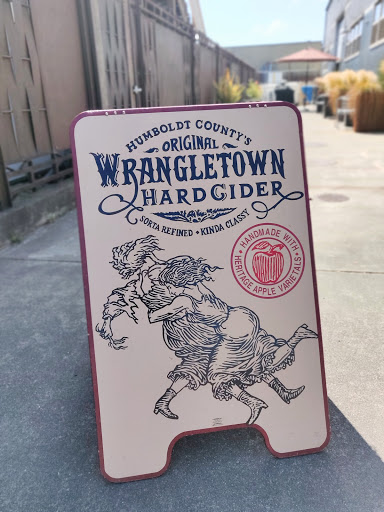 HUMBOLDT COUNTY'S
ORIGINAL
WRANGLETOWN
HARD CIDER
SORTA REFINED • KINDA CLASSY
• HANDMADE WITH •
HERITAGE APPLE VARIETALS